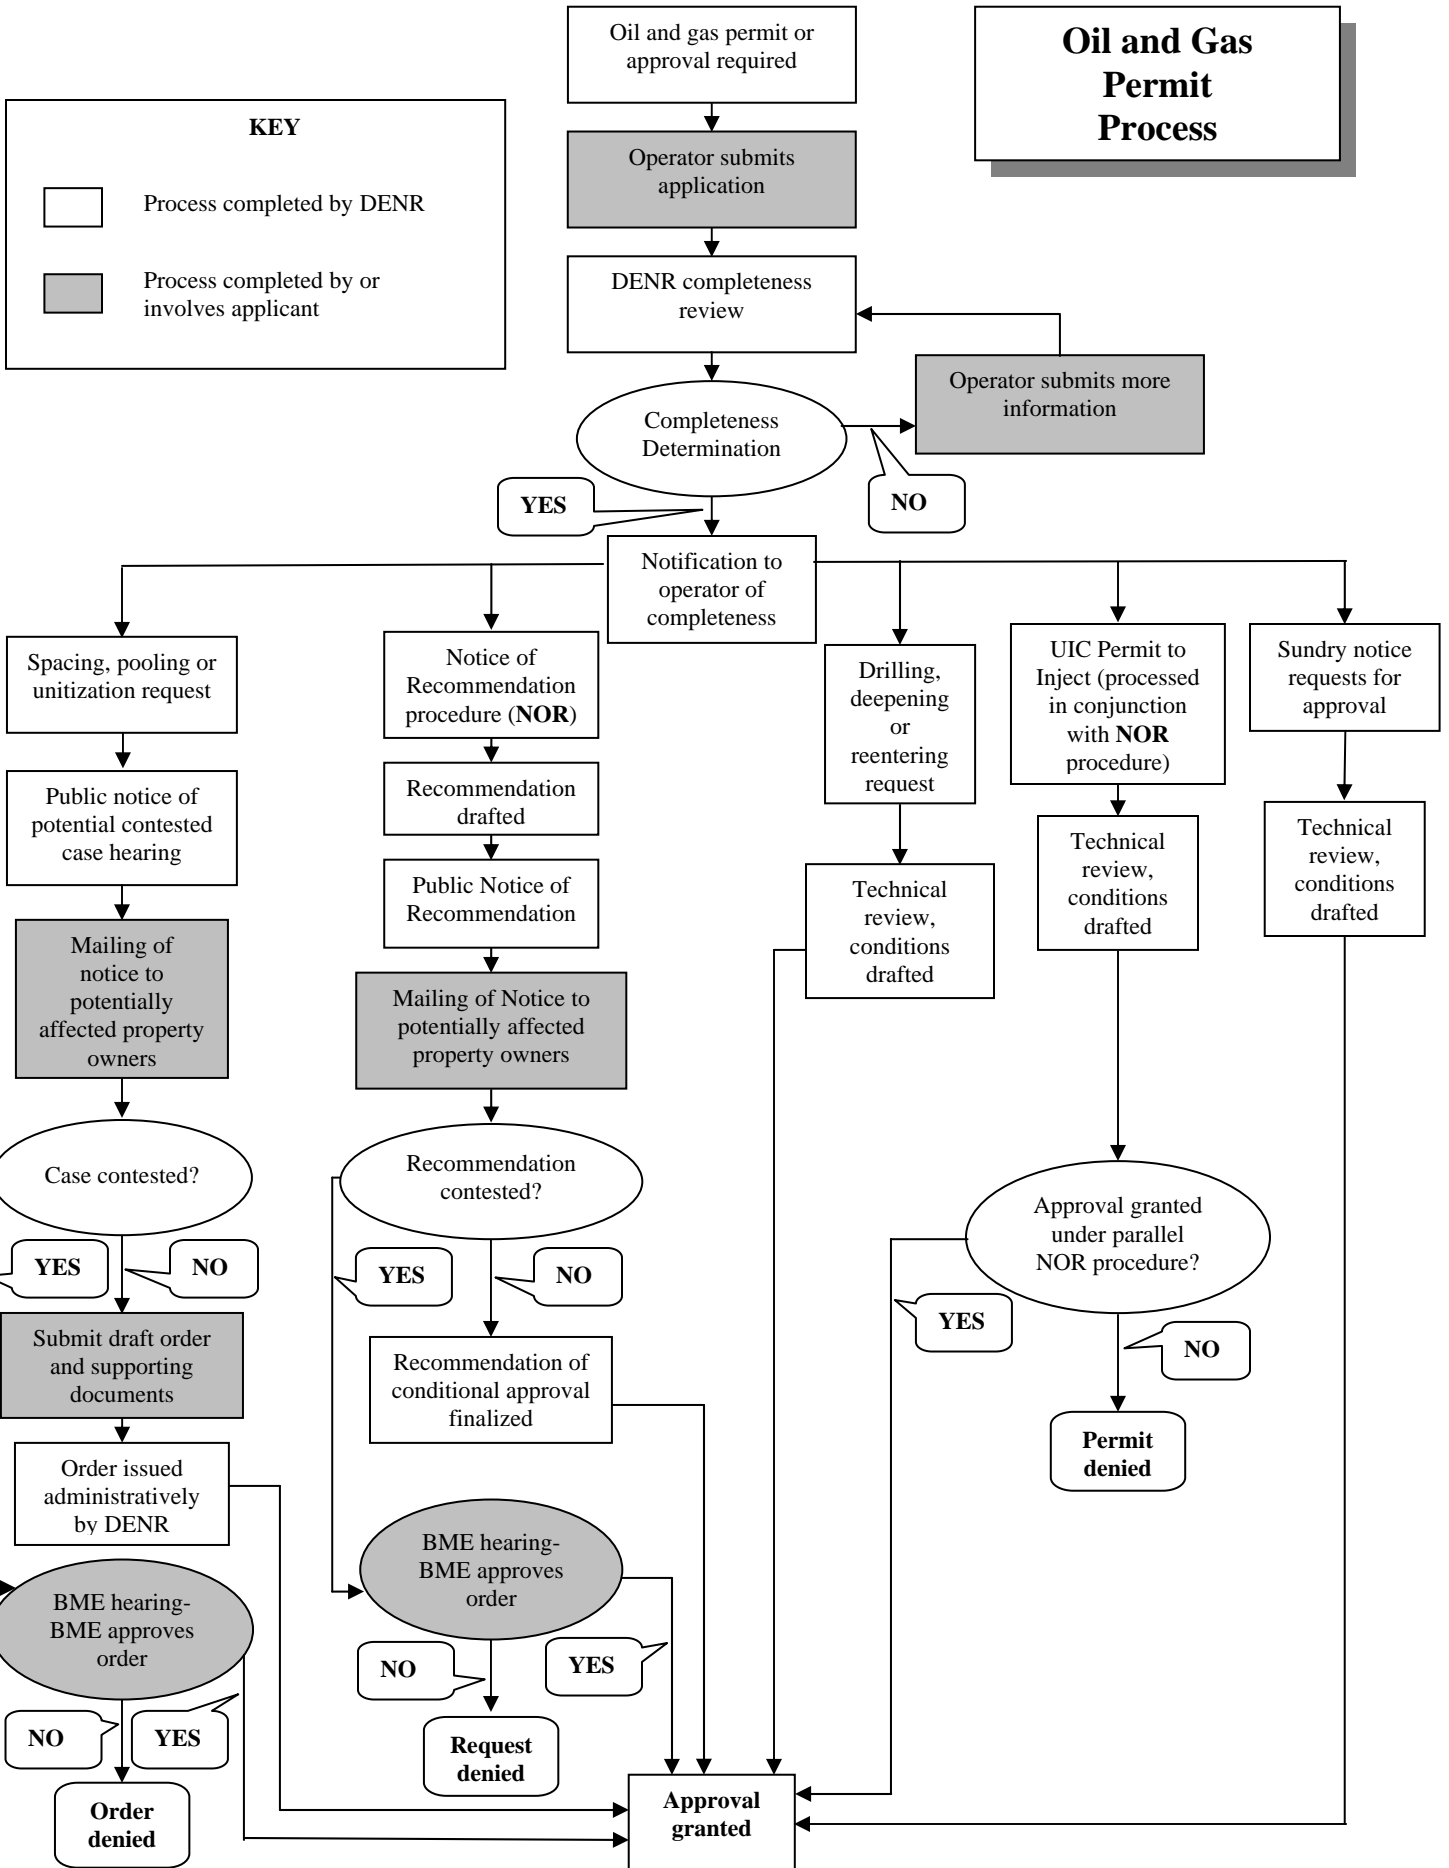 Oil and gas permit or
approval required
Oil and Gas
Permit
Process
KEY
Process completed by DENR
Process completed by or
involves applicant
Operator submits
application
DENR completeness
review
Operator submits more
information
Completeness
Determination
YES
NO
Notification to
operator of
completeness
Spacing, pooling or
unitization request
Public notice of
potential contested
case hearing
Mailing of
notice to
potentially
affected property
owners
Case contested?
YES
NO
Submit draft order
and supporting
documents
Order issued
administratively
by DENR
BME hearing-
BME approves
order
NO
YES
Order
denied
Notice of
Recommendation
procedure (NOR)
Recommendation
drafted
Public Notice of
Recommendation
Mailing of Notice to
potentially affected
property owners
Recommendation
contested?
YES
NO
Recommendation of
conditional approval
finalized
BME hearing-
BME approves
order
NO
YES
Request
denied
Drilling,
deepening
or
reentering
request
Technical
review,
conditions
drafted
UIC Permit to
Inject (processed
in conjunction
with NOR
procedure)
Technical
review,
conditions
drafted
Approval granted
under parallel
NOR procedure?
YES
NO
Permit
denied
Sundry notice
requests for
approval
Technical
review,
conditions
drafted
Approval
granted